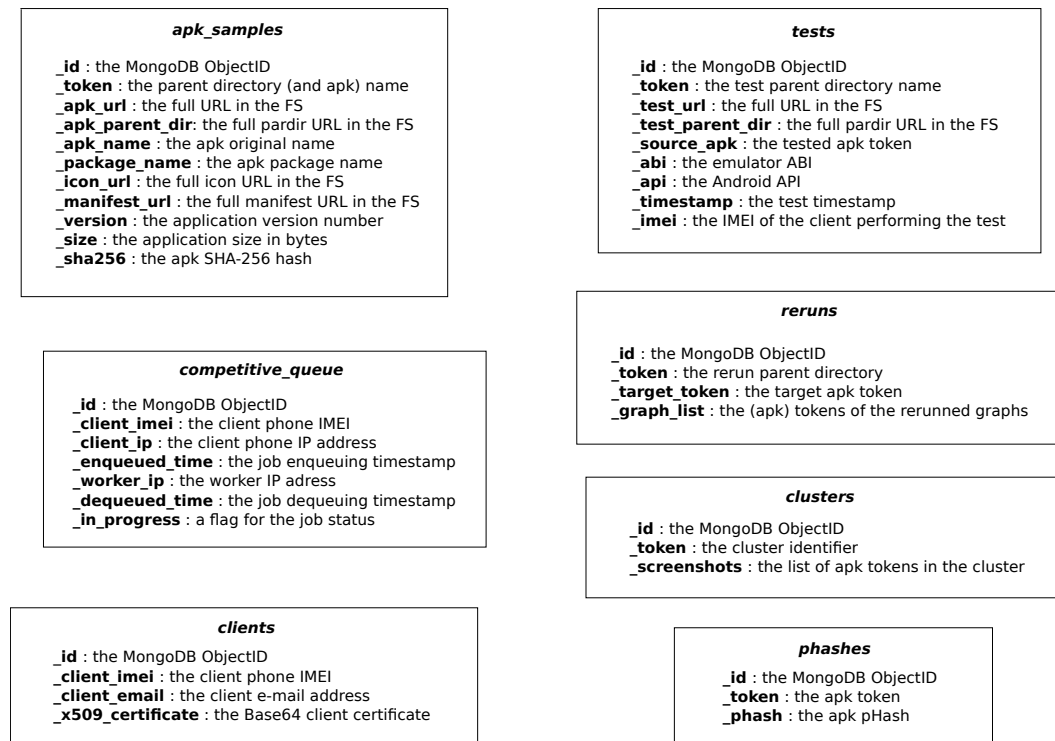 apk_samples
_id : the MongoDB ObjectID
_token : the parent directory (and apk) name
_apk_url : the full URL in the FS
_apk_parent_dir: the full pardir URL in the FS
_apk_name : the apk original name
_package_name : the apk package name
_icon_url : the full icon URL in the FS
_manifest_url : the full manifest URL in the FS
_version : the application version number
_size : the application size in bytes
_sha256 : the apk SHA-256 hash
competitive_queue
_id : the MongoDB ObjectID
_client_imei : the client phone IMEI
_client_ip : the client phone IP address
_enqueued_time : the job enqueuing timestamp
_worker_ip : the worker IP adress
_dequeued_time : the job dequeuing timestamp
_in_progress : a flag for the job status
clients
_id : the MongoDB ObjectID
_client_imei : the client phone IMEI
_client_email : the client e-mail address
_x509_certificate : the Base64 client certificate
tests
_id : the MongoDB ObjectID
_token : the test parent directory name
_test_url : the full URL in the FS
_test_parent_dir : the full pardir URL in the FS
_source_apk : the tested apk token
_abi : the emulator ABI
_api : the Android API
_timestamp : the test timestamp
_imei : the IMEI of the client performing the test
reruns
_id : the MongoDB ObjectID
_token : the rerun parent directory
_target_token : the target apk token
_graph_list : the (apk) tokens of the rerunned graphs
clusters
_id : the MongoDB ObjectID
_token : the cluster identifier
_screenshots : the list of apk tokens in the cluster
phashes
_id : the MongoDB ObjectID
_token : the apk token
_phash : the apk pHash